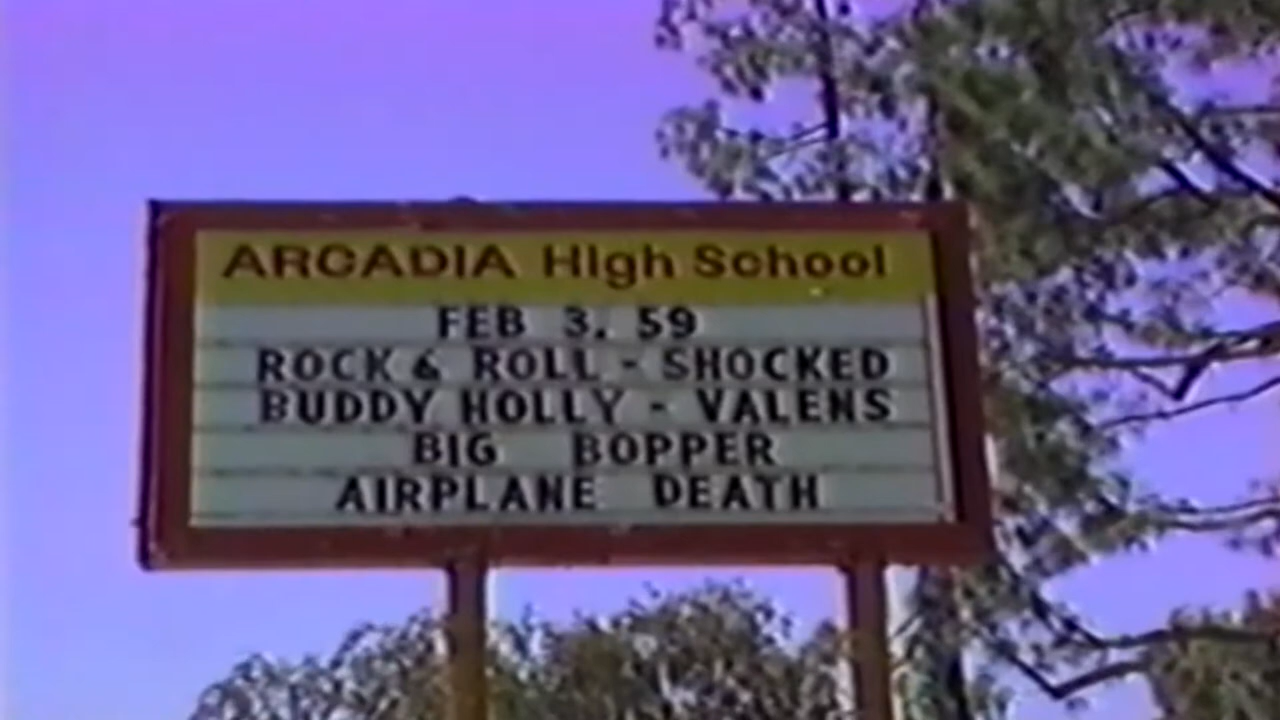 ARCADIA HIgh School
FEB 3. 59
ROCK & ROLL - SHOCKED
BUDDY HOLLY - VALENS
BIG BOPPER
AIRPLANE DEATH